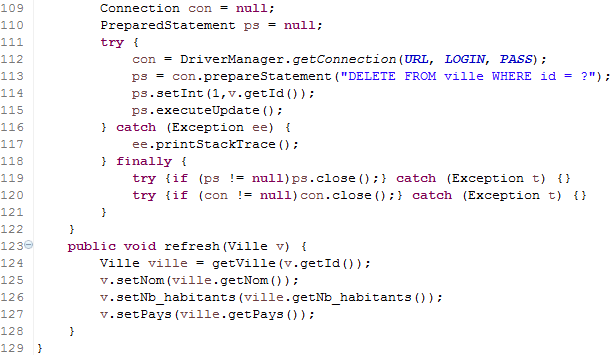 109 Connection con = null;
110 PreparedStatement ps = null;
111 try {
112 con = DriverManager.getConnection(URL, LOGIN, PASS);
113 ps = con.prepareStatement("DELETE FROM ville WHERE id = ?");
114 ps.setInt(1,v.getId());
115 ps.executeUpdate();
116 } catch (Exception ee) {
117 ee.printStackTrace();
118 } finally {
119 try {if (ps != null)ps.close();} catch (Exception t) {}
120 try {if (con != null)con.close();} catch (Exception t) {}
121 }
122 }
123 public void refresh(Ville v) {
124 Ville ville = getVille(v.getId());
125 v.setNom(ville.getNom());
126 v.setNb_habitants(ville.getNb_habitants());
127 v.setPays(ville.getPays());
128 }
129 }